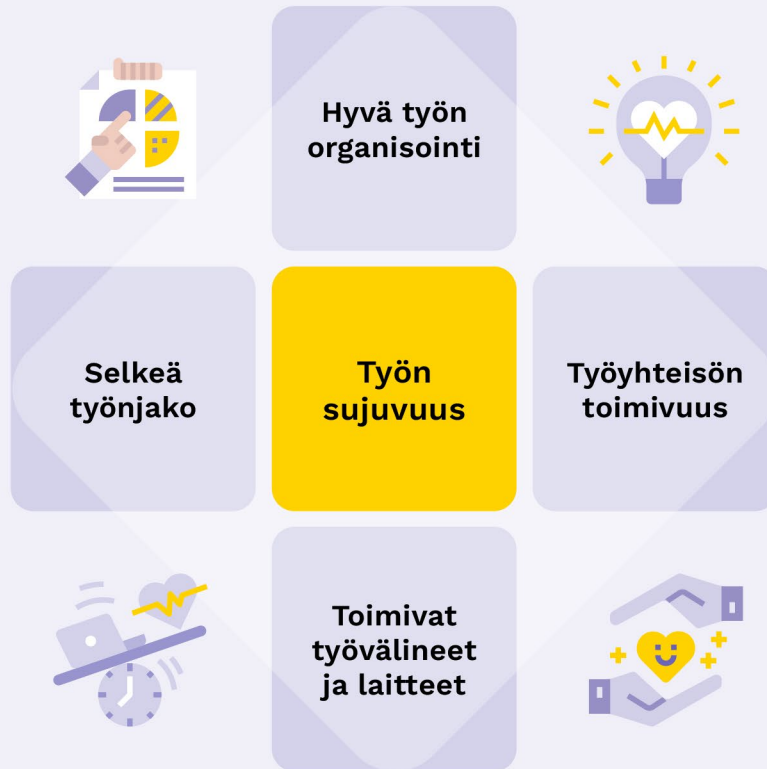 Hyvä työn
organisointi
Selkeä
työnjako
Työn
sujuvuus
Työyhteisön
toimivuus
Toimivat
työvälineet
ja laitteet